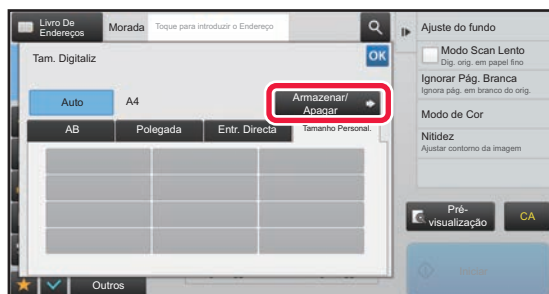 Livro De
Endereços
Morada
Toque para introduzir o Endereço
Tam. Digitaliz
OK
Auto
A4
Armazenar/
Apagar
AB
Polegada
Entr. Directa
Tamanho Personal.
Outros
Ajuste do fundo
Modo Scan Lento
Dig. orig. em papel fino
Ignorar Pág. Branca
Ignora pág. em branco do orig.
Modo de Cor
Nitidez
Ajustar contorno da imagem
Pré-
visualização
CA